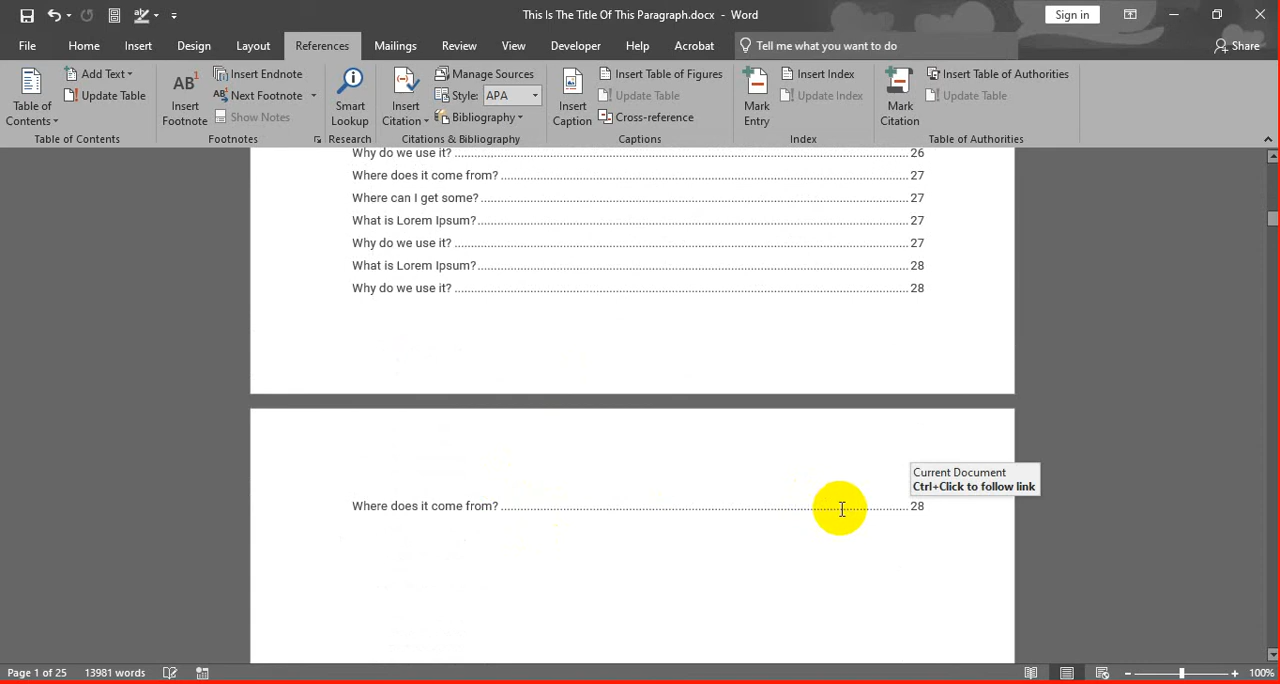 This Is The Title Of This Paragraph.docx - Word
Sign in
File Home Insert Design Layout References Mailings Review View Developer Help Acrobat Tell me what you want to do Share
Table of Contents
Add Text
Update Table
Table of Contents
AB1
Insert Footnote
Insert Endnote
AB1 Next Footnote
Show Notes
Footnotes
Smart Lookup
Research
Insert Citation
Manage Sources
Style: APA
Bibliography
Citations & Bibliography
Insert Caption
Insert Table of Figures
Update Table
Cross-reference
Captions
Mark Entry
Insert Index
Update Index
Index
Mark Citation
Insert Table of Authorities
Update Table
Table of Authorities
Why do we use it? 26
Where does it come from? 27
Where can I get some? 27
What is Lorem Ipsum? 27
Why do we use it? 27
What is Lorem Ipsum? 28
Why do we use it? 28
Current Document
Ctrl+Click to follow link
Where does it come from? 28
Page 1 of 25 13981 words 100%